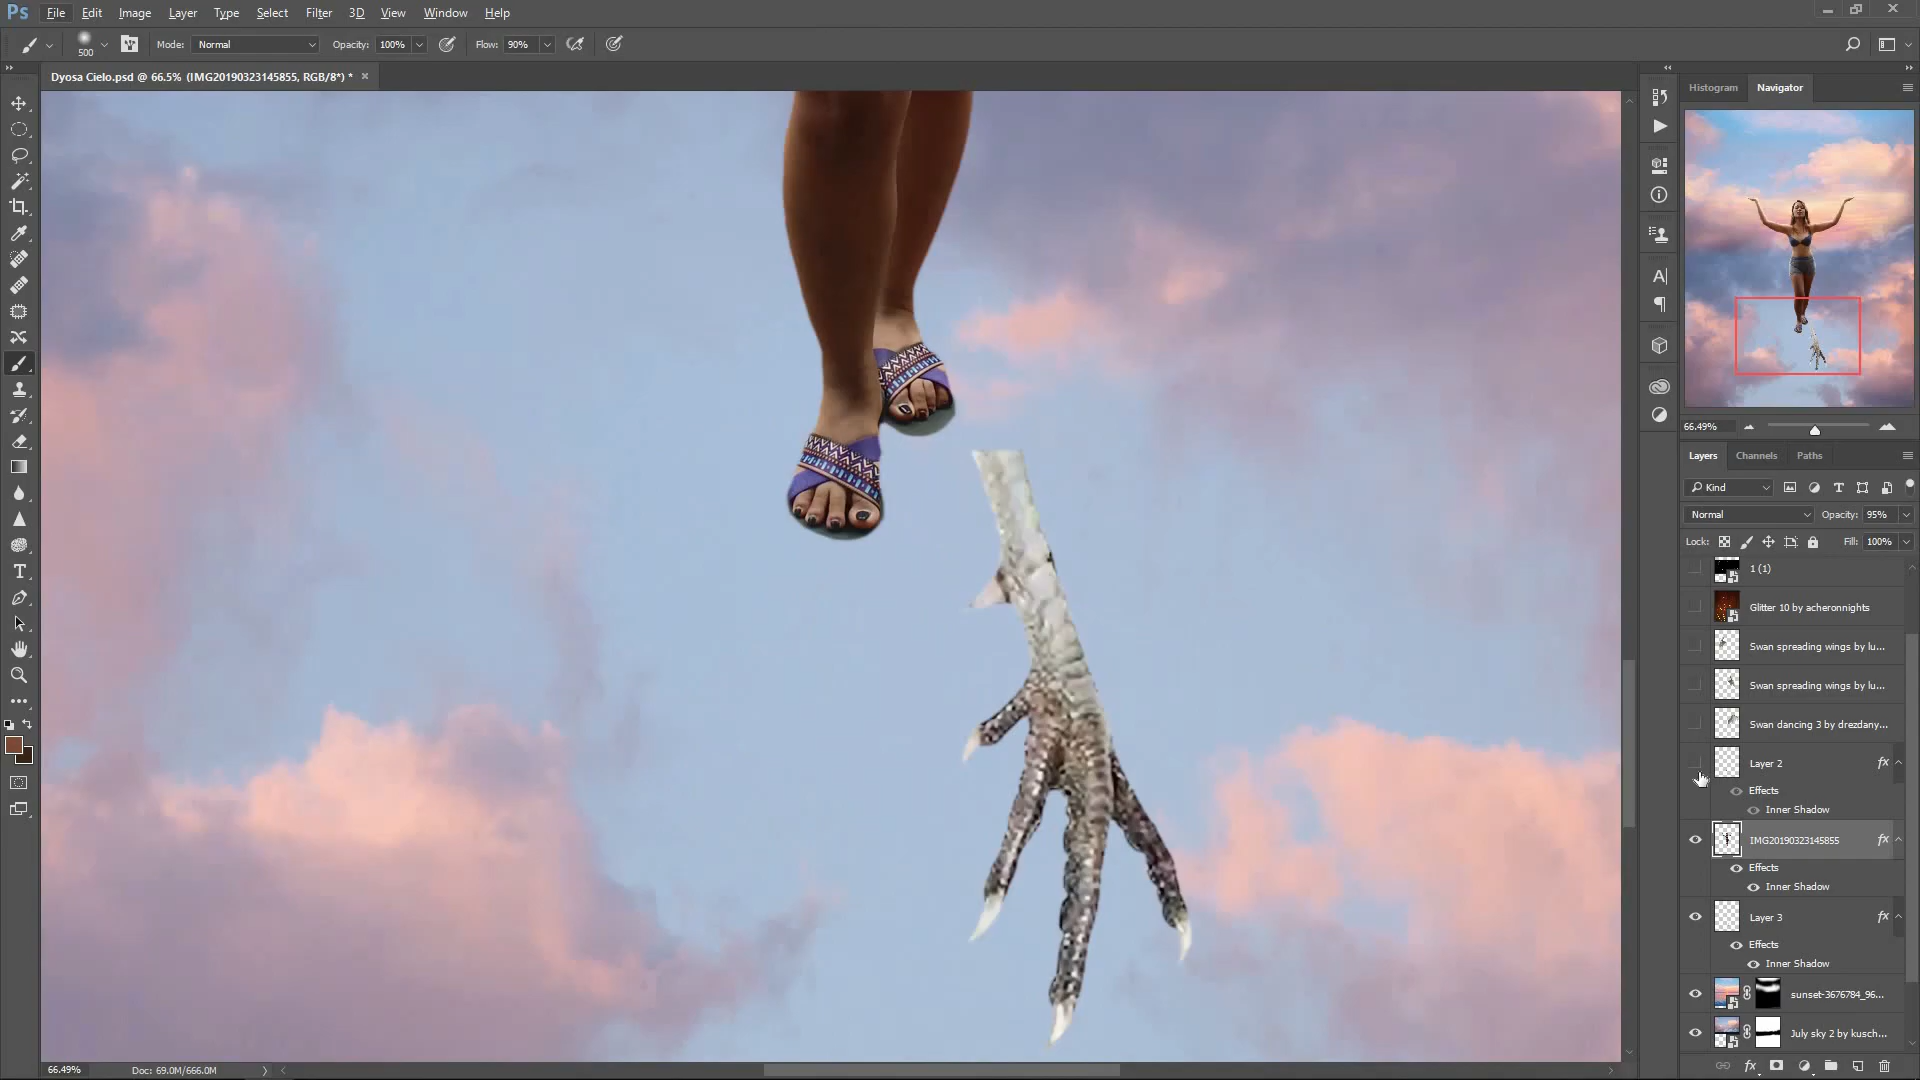 Ps File Edit Image Layer Type Select Filter 3D View Window Help
500 Mode: Normal Opacity: 100% Flow: 90%
Dyosa Cielo.psd @ 66.5% (IMG20190323145855, RGB/8*) * ×
Histogram Navigator
66.49%
Layers Channels Paths
Kind
Normal Opacity: 95%
Lock: Fill: 100%
1 (1)
Glitter 10 by acheronnights
Swan spreading wings by lu...
Swan spreading wings by lu...
Swan dancing 3 by drezdany...
Layer 2 fx
Effects
Inner Shadow
IMG20190323145855 fx
Effects
Inner Shadow
Layer 3 fx
Effects
Inner Shadow
sunset-3676784_96...
July sky 2 by kusch...
66.49% Doc: 69.0M/666.0M
fx